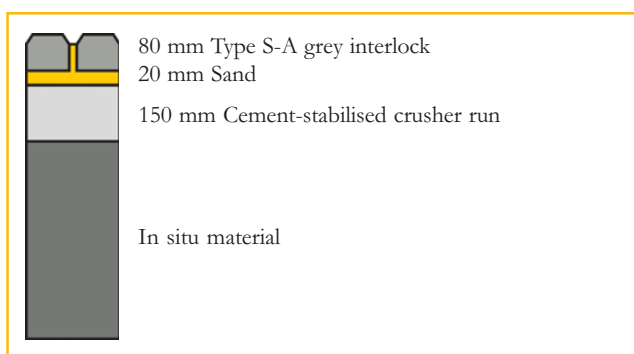 80 mm Type S-A grey interlock
20 mm Sand
150 mm Cement-stabilised crusher run
In situ material